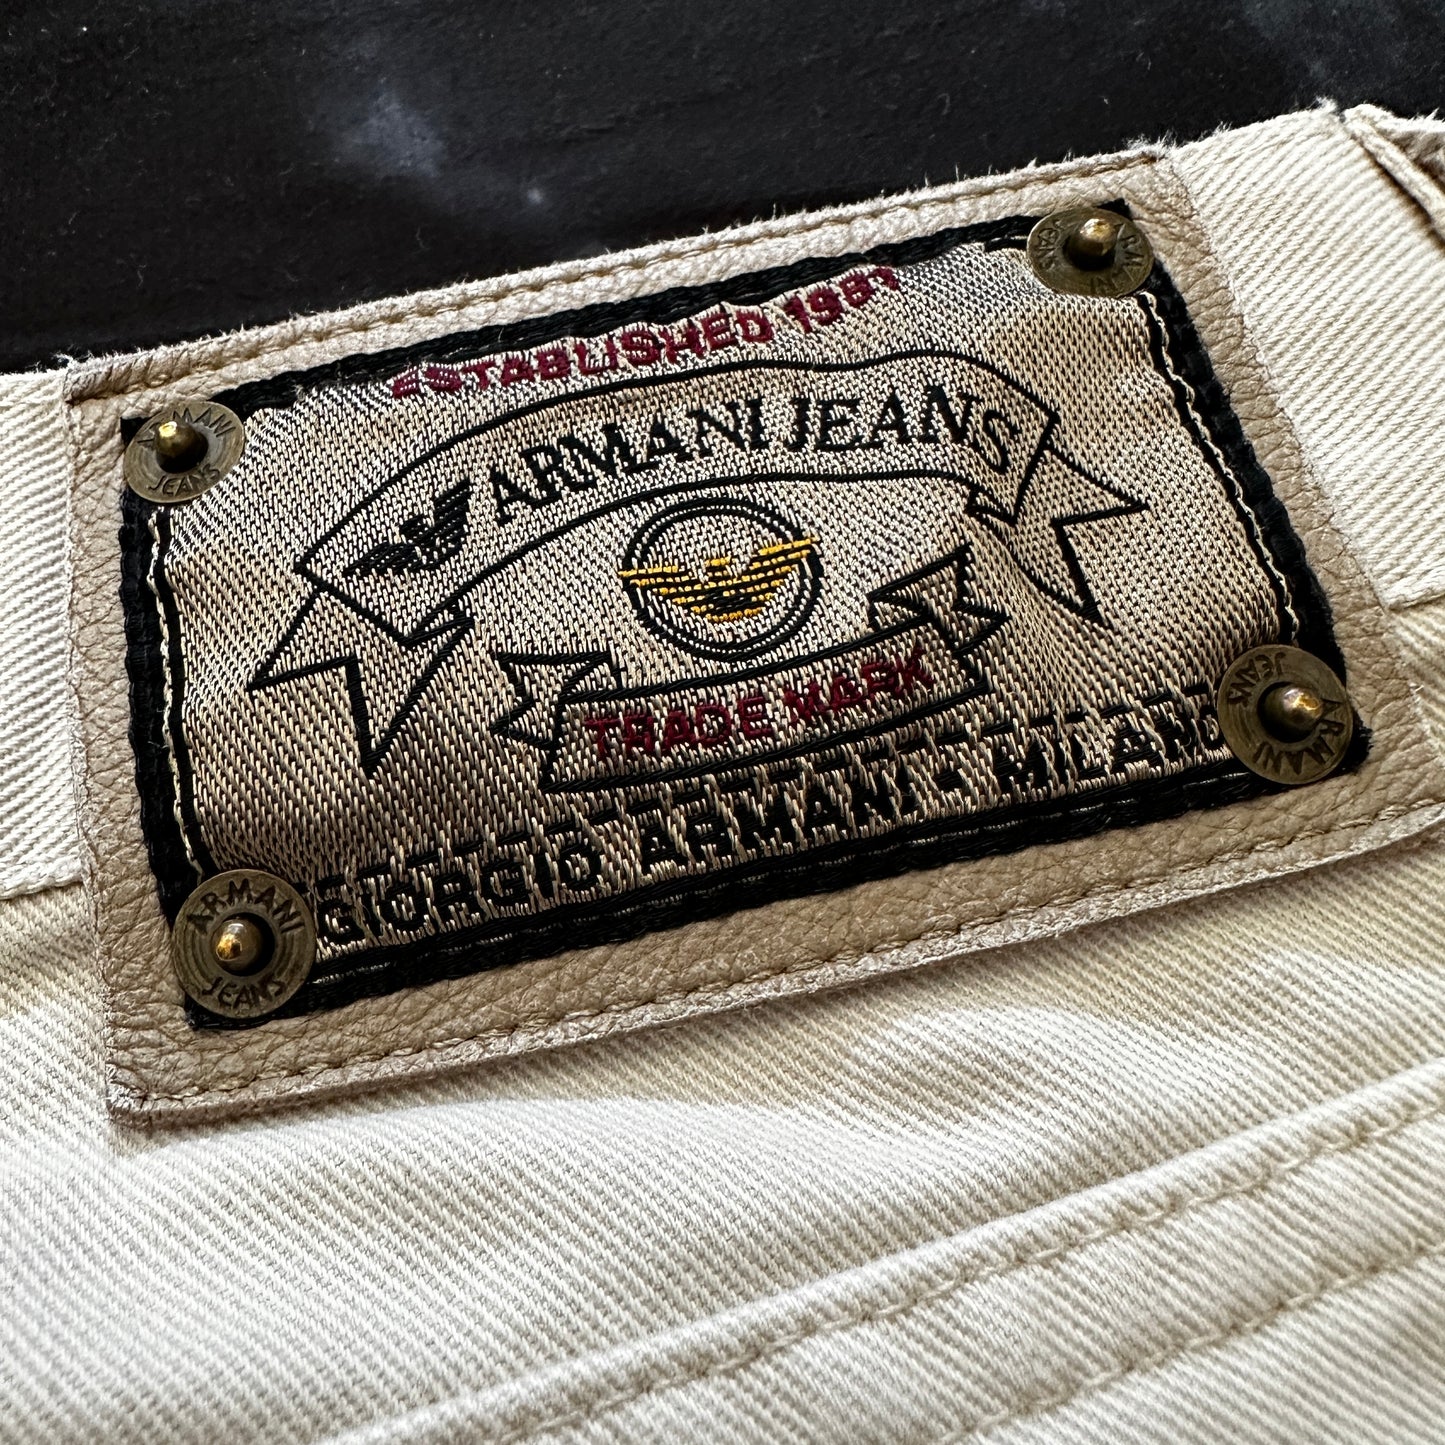 ESTABLISHED 1981
ARMANI JEANS
TRADE MARK
GIORGIO ARMANI - MILANO
ARMANI
JEANS
ARMANI
JEANS
ARMANI
JEANS
ARMANI
JEANS